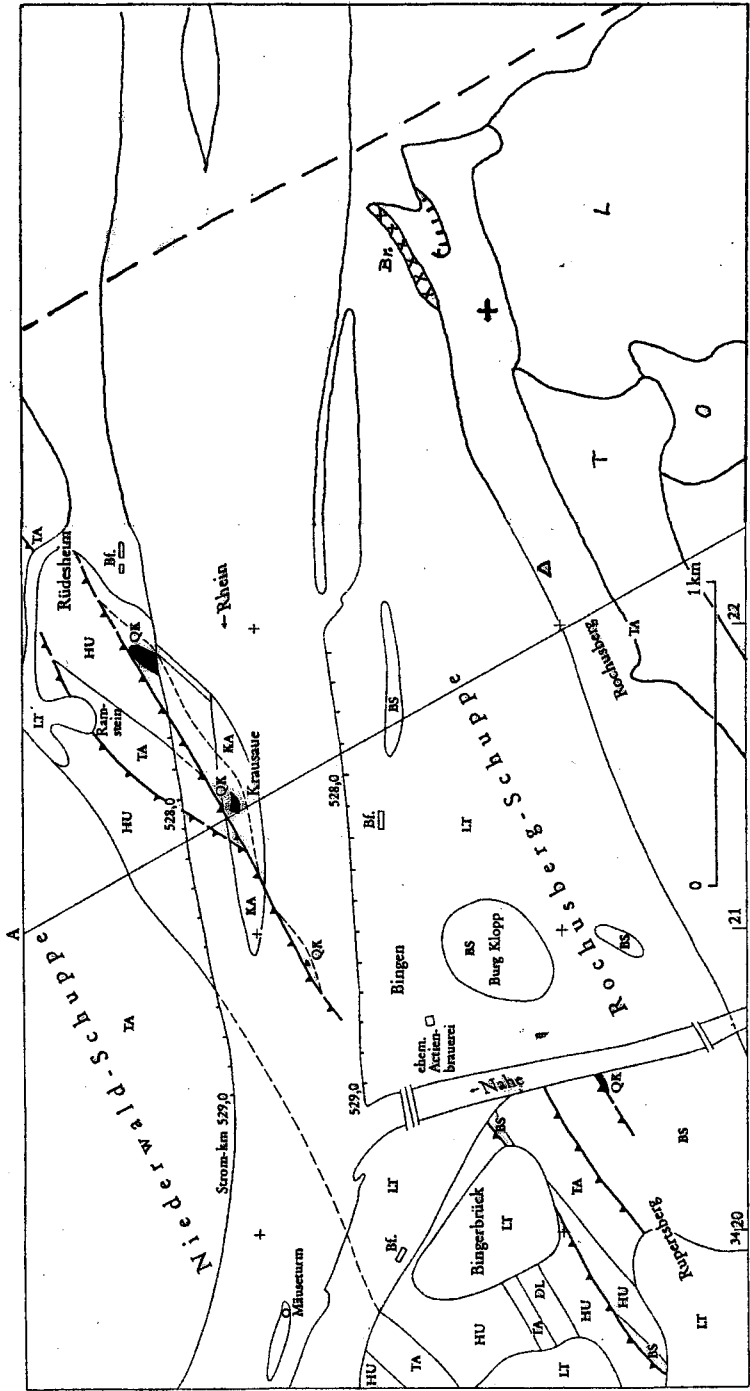 A
Niederwald-Schuppe
LT
TA
Rüdesheim
HU
Ram-
stein
TA
HU
TA
Bf.
QK
528,0
QK
KA
Krausaue
KA
←Rhein
Strom-km 529,0
QK
Mäuseturm
528,0
529,0
Bf.
BS
Br.
Bingen
ehem.
Actien-
brauerei
LT
LT
Bf.
BS
Burg Klopp
Rochusberg-Schuppe
BS
←Nahe
BS
Bingerbrück
LT
HU
TA
HU
TA
DL
HU
HU
TA
QK
BS
BS
LT
Rupertsberg
LT
Rochusberg
TA
T
O
L
0
1km
34 20
21
22